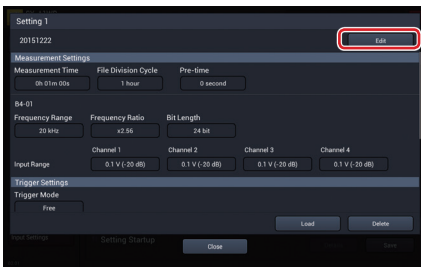 Setting 1
20151222 Edit
Measurement Settings
Measurement Time File Division Cycle Pre-time
0h 01m 00s 1 hour 0 second
B4-01
Frequency Range Frequency Ratio Bit Length
20 kHz x2.56 24 bit
Channel 1 Channel 2 Channel 3 Channel 4
Input Range 0.1 V (-20 dB) 0.1 V (-20 dB) 0.1 V (-20 dB) 0.1 V (-20 dB)
Trigger Settings
Trigger Mode
Free
Load Delete
Input Settings Setting Startup Close Save